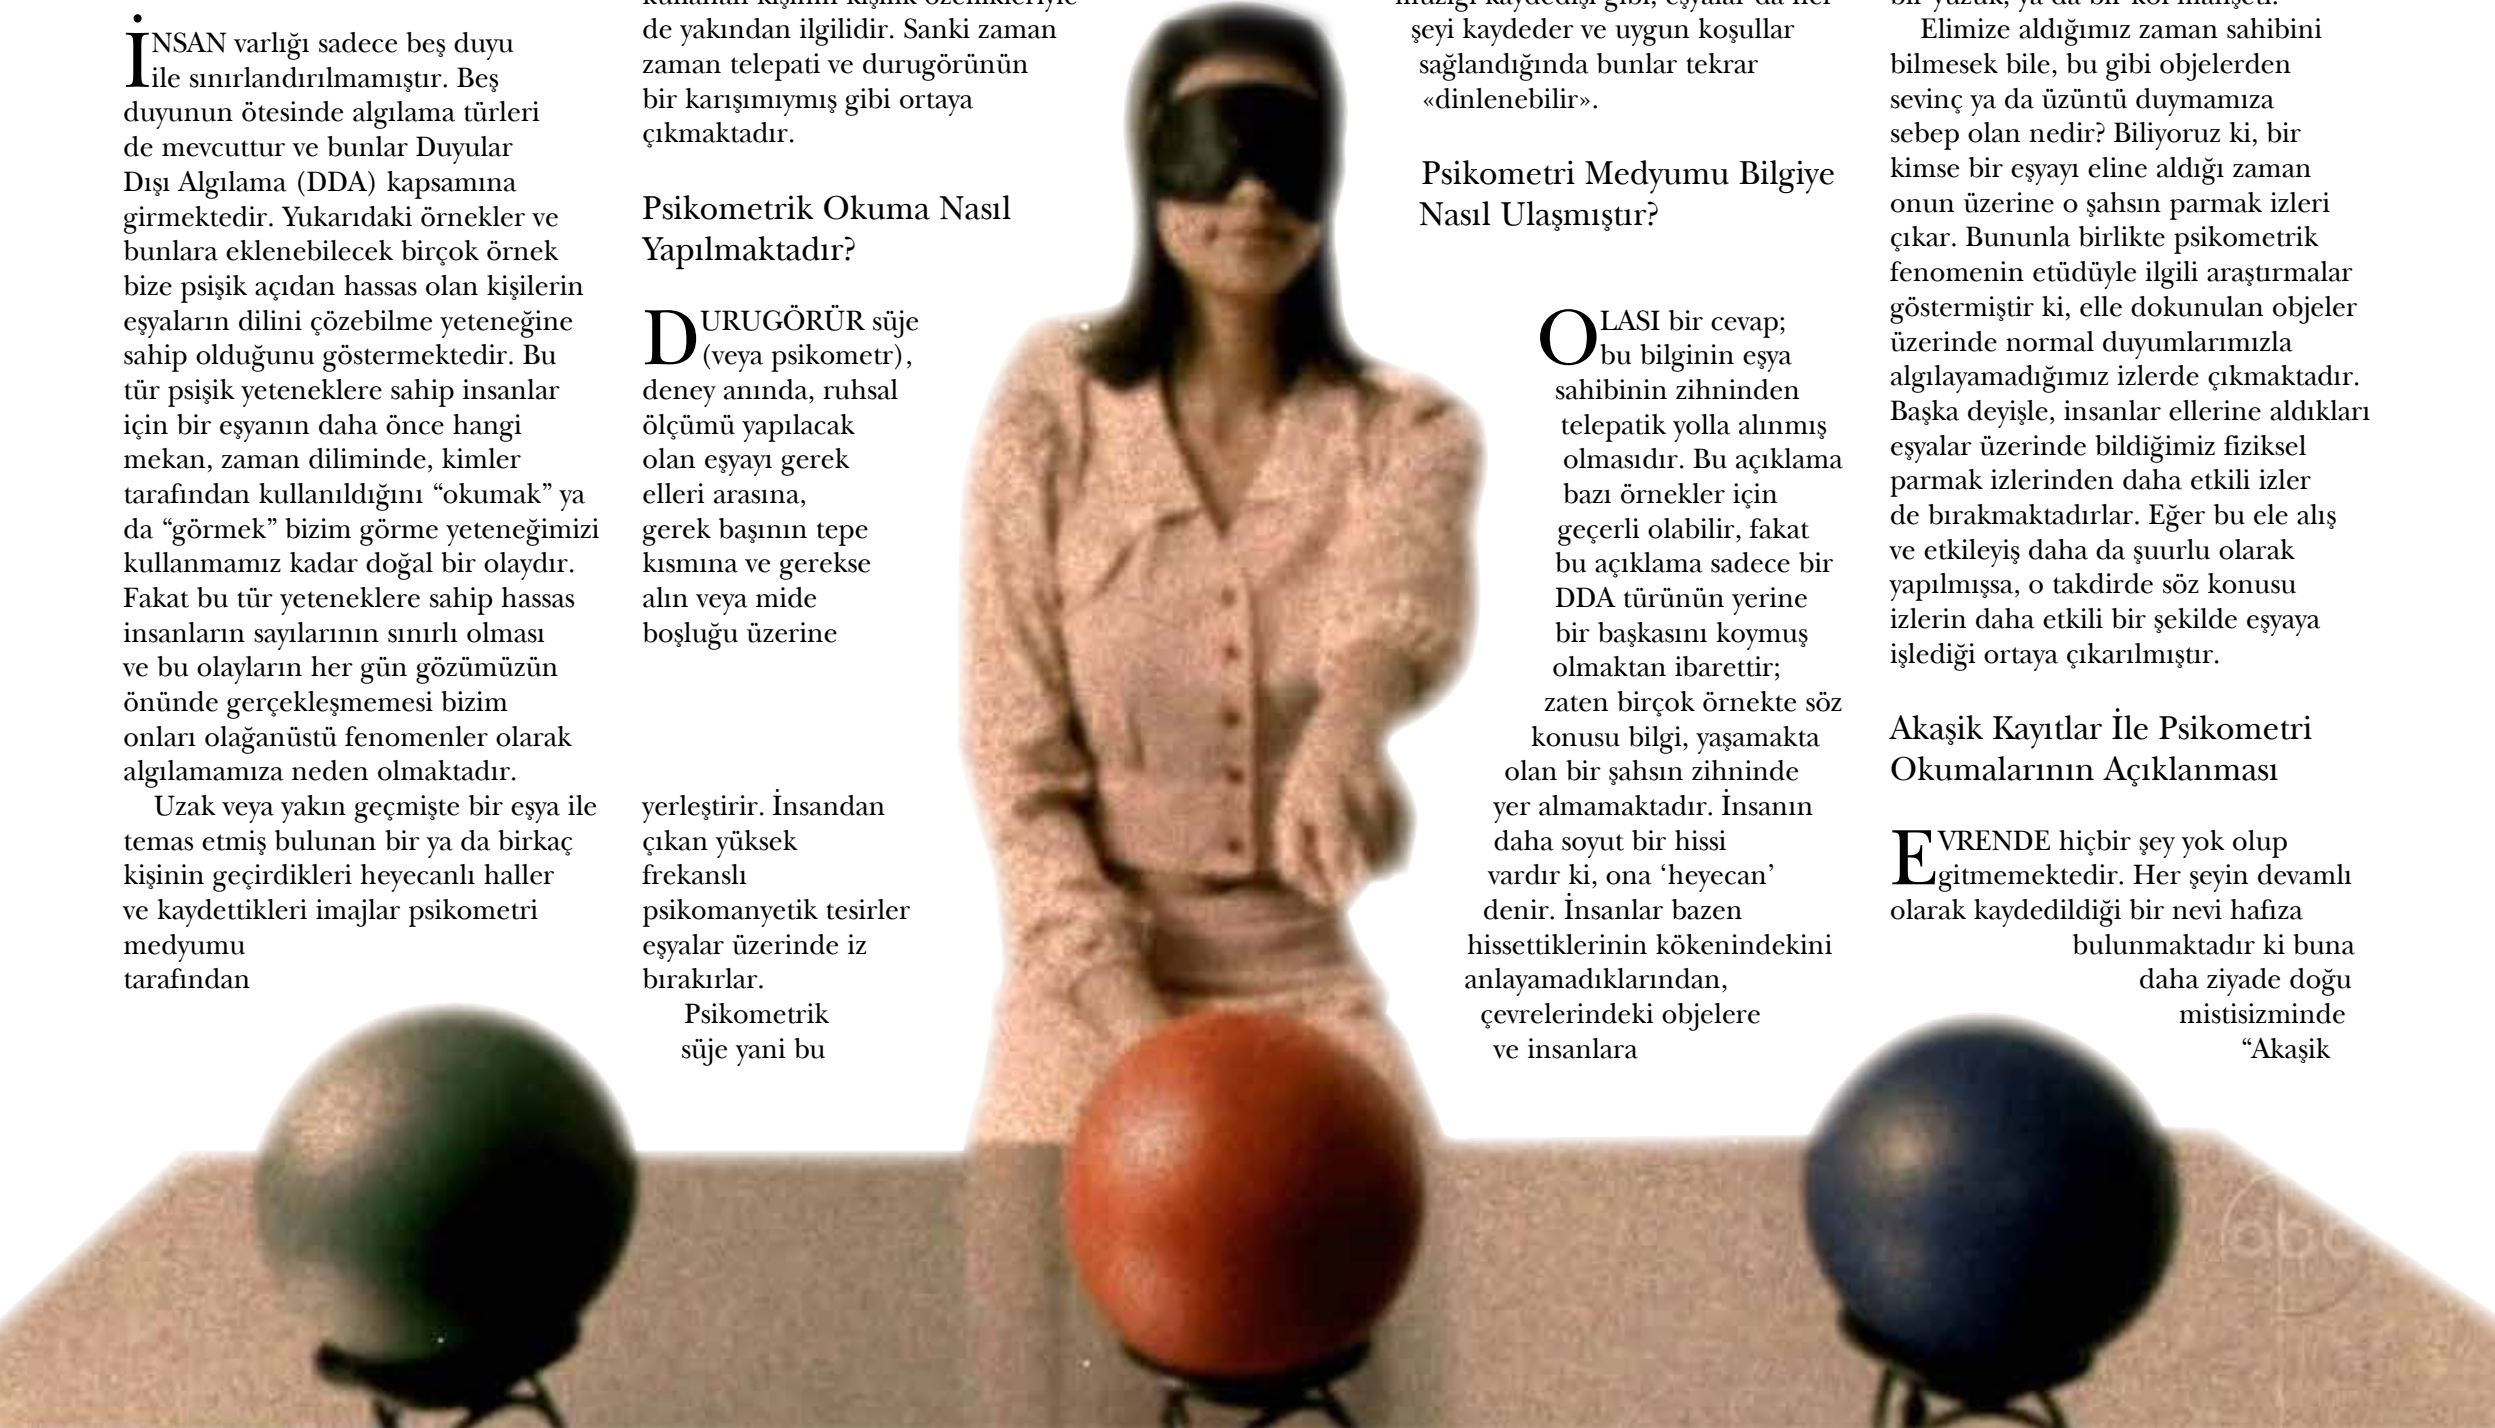 İNSAN varlığı sadece beş duyu
ile sınırlandırılmamıştır. Beş
duyunun ötesinde algılama türleri
de mevcuttur ve bunlar Duyular
Dışı Algılama (DDA) kapsamına
girmektedir. Yukarıdaki örnekler ve
bunlara eklenebilecek birçok örnek
bize psişik açıdan hassas olan kişilerin
eşyaların dilini çözebilme yeteneğine
sahip olduğunu göstermektedir. Bu
tür psişik yeteneklere sahip insanlar
için bir eşyanın daha önce hangi
mekan, zaman diliminde, kimler
tarafından kullanıldığını “okumak” ya
da “görmek” bizim görme yeteneğimizi
kullanmamız kadar doğal bir olaydır.
Fakat bu tür yeteneklere sahip hassas
insanların sayılarının sınırlı olması
ve bu olayların her gün gözümüzün
önünde gerçekleşmemesi bizim
onları olağanüstü fenomenler olarak
algılamamıza neden olmaktadır.
Uzak veya yakın geçmişte bir eşya ile
temas etmiş bulunan bir ya da birkaç
kişinin geçirdikleri heyecanlı haller
ve kaydettikleri imajlar psikometri
medyumu
tarafından
kullanan kişinin kişilik özellikleriyle
de yakından ilgilidir. Sanki zaman
zaman telepati ve durugörünün
bir karışımıymış gibi ortaya
çıkmaktadır.
Psikometrik Okuma Nasıl
Yapılmaktadır?
DURUGÖRÜR süje
(veya psikometr),
deney anında, ruhsal
ölçümü yapılacak
olan eşyayı gerek
elleri arasına,
gerek başının tepe
kısmına ve gerekse
alın veya mide
boşluğu üzerine
yerleştirir. İnsandan
çıkan yüksek
frekanslı
psikomanyetik tesirler
eşyalar üzerinde iz
bırakırlar.
Psikometrik
süje yani bu
müziği kaydedişi gibi, eşyalar da her
şeyi kaydeder ve uygun koşullar
sağlandığında bunlar tekrar
«dinlenebilir».
Psikometri Medyumu Bilgiye
Nasıl Ulaşmıştır?
OLASI bir cevap;
bu bilginin eşya
sahibinin zihninden
telepatik yolla alınmış
olmasıdır. Bu açıklama
bazı örnekler için
geçerli olabilir, fakat
bu açıklama sadece bir
DDA türünün yerine
bir başkasını koymuş
olmaktan ibarettir;
zaten birçok örnekte söz
konusu bilgi, yaşamakta
olan bir şahsın zihninde
yer almamaktadır. İnsanın
daha soyut bir hissi
vardır ki, ona ‘heyecan’
denir. İnsanlar bazen
hissettiklerinin kökenindekini
anlayamadıklarından,
çevrelerindeki objelere
ve insanlara
bir yüzük, ya da bir kol manşeti.
Elimize aldığımız zaman sahibini
bilmesek bile, bu gibi objelerden
sevinç ya da üzüntü duymamıza
sebep olan nedir? Biliyoruz ki, bir
kimse bir eşyayı eline aldığı zaman
onun üzerine o şahsın parmak izleri
çıkar. Bununla birlikte psikometrik
fenomenin etüdüyle ilgili araştırmalar
göstermiştir ki, elle dokunulan objeler
üzerinde normal duyumlarımızla
algılayamadığımız izlerde çıkmaktadır.
Başka deyişle, insanlar ellerine aldıkları
eşyalar üzerinde bildiğimiz fiziksel
parmak izlerinden daha etkili izler
de bırakmaktadırlar. Eğer bu ele alış
ve etkileyiş daha da şuurlu olarak
yapılmışsa, o takdirde söz konusu
izlerin daha etkili bir şekilde eşyaya
işlediği ortaya çıkarılmıştır.
Akaşik Kayıtlar İle Psikometri
Okumalarının Açıklanması
EVRENDE hiçbir şey yok olup
gitmemektedir. Her şeyin devamlı
olarak kaydedildiği bir nevi hafıza
bulunmaktadır ki buna
daha ziyade doğu
mistisizminde
“Akaşik
abc